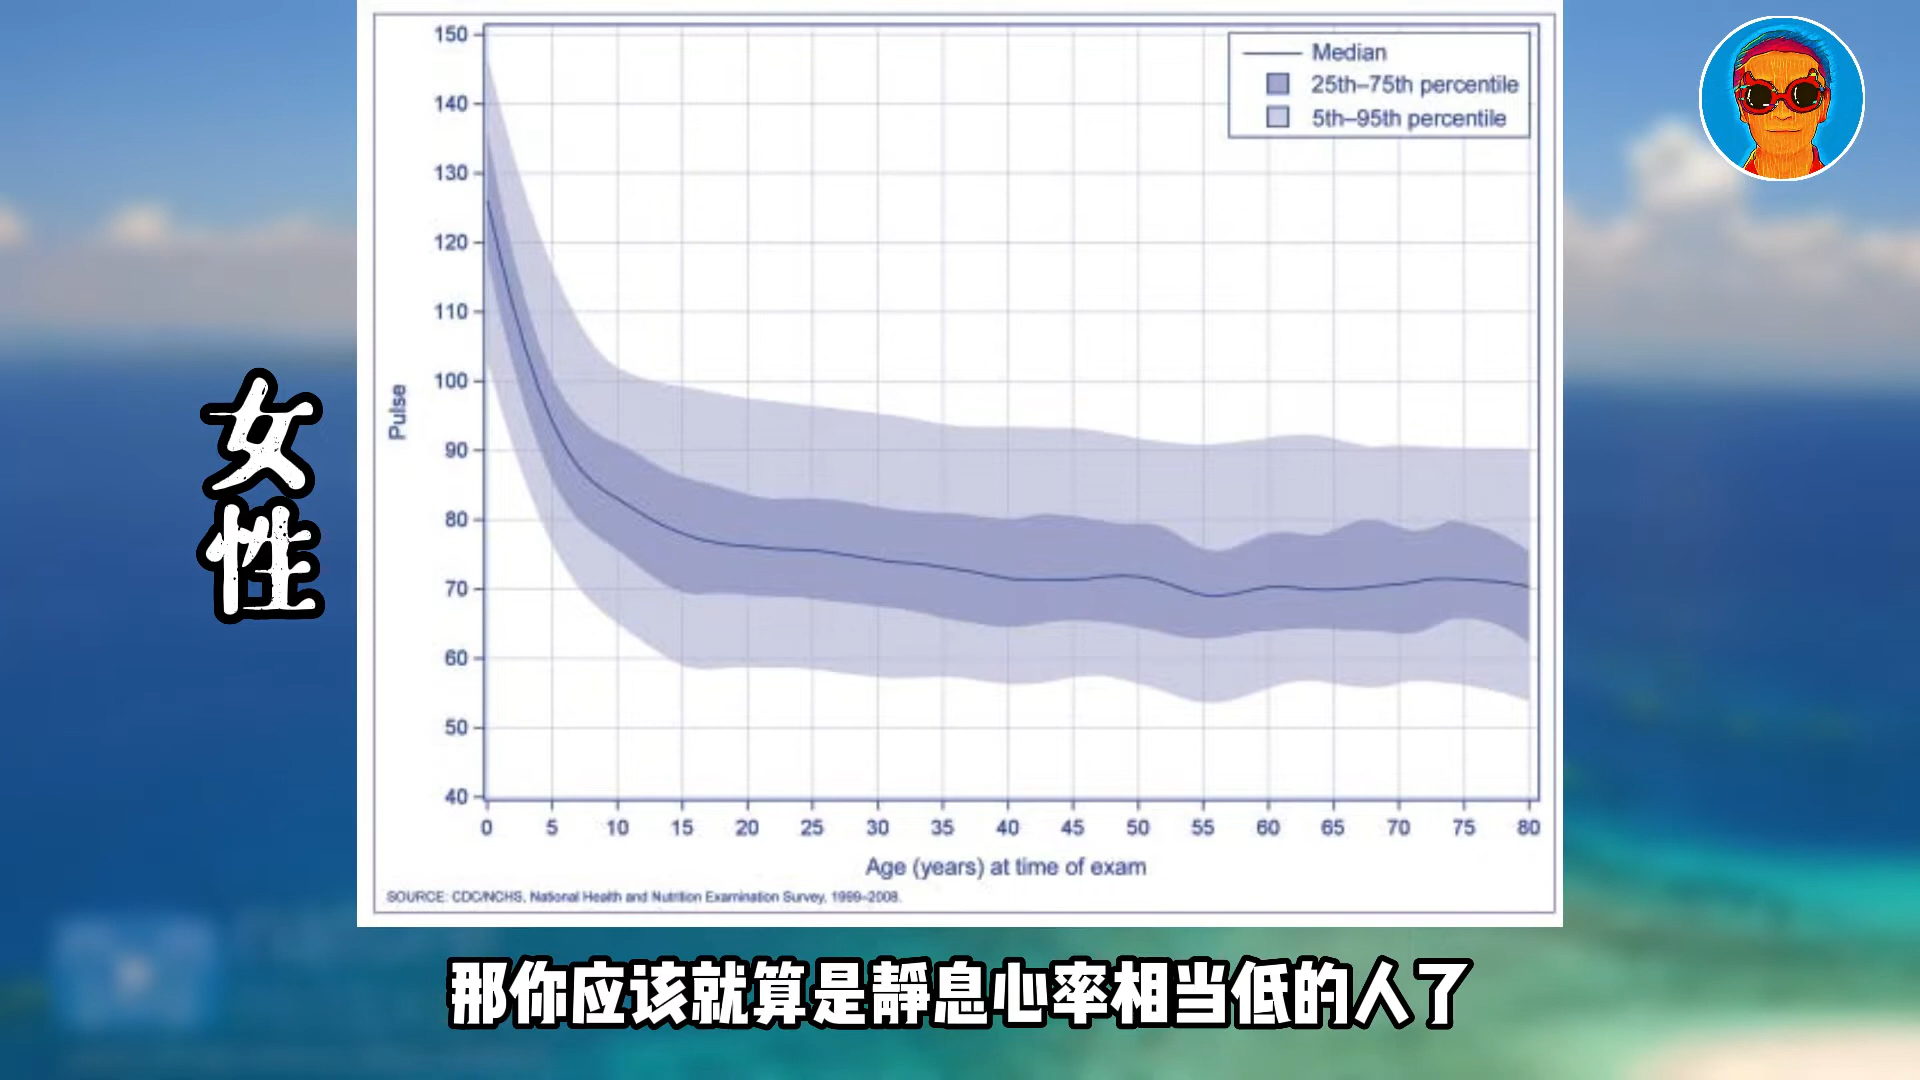 150
140
130
120
110
100
90
80
70
60
50
40
Pulse
Median
25th–75th percentile
5th–95th percentile
0 5 10 15 20 25 30 35 40 45 50 55 60 65 70 75 80
Age (years) at time of exam
SOURCE: CDC/NCHS, National Health and Nutrition Examination Survey, 1999–2008.
女性
那你应该就算是靜息心率相当低的人了